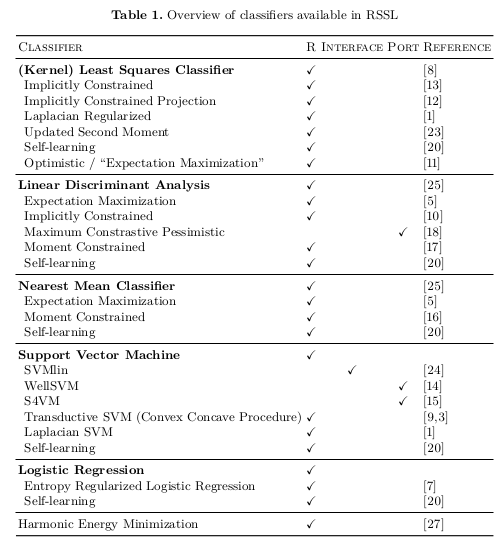 Table 1. Overview of classifiers available in RSSL
Classifier R Interface Port Reference
(Kernel) Least Squares Classifier ✓ [8]
Implicitly Constrained ✓ [13]
Implicitly Constrained Projection ✓ [12]
Laplacian Regularized ✓ [1]
Updated Second Moment ✓ [23]
Self-learning ✓ [20]
Optimistic / “Expectation Maximization” ✓ [11]
Linear Discriminant Analysis ✓ [25]
Expectation Maximization ✓ [5]
Implicitly Constrained ✓ [10]
Maximum Constrastive Pessimistic ✓ [18]
Moment Constrained ✓ [17]
Self-learning ✓ [20]
Nearest Mean Classifier ✓ [25]
Expectation Maximization ✓ [5]
Moment Constrained ✓ [16]
Self-learning ✓ [20]
Support Vector Machine ✓
SVMlin ✓ [24]
WellSVM ✓ [14]
S4VM ✓ [15]
Transductive SVM (Convex Concave Procedure) ✓ [9,3]
Laplacian SVM ✓ [1]
Self-learning ✓ [20]
Logistic Regression ✓
Entropy Regularized Logistic Regression ✓ [7]
Self-learning ✓ [20]
Harmonic Energy Minimization ✓ [27]